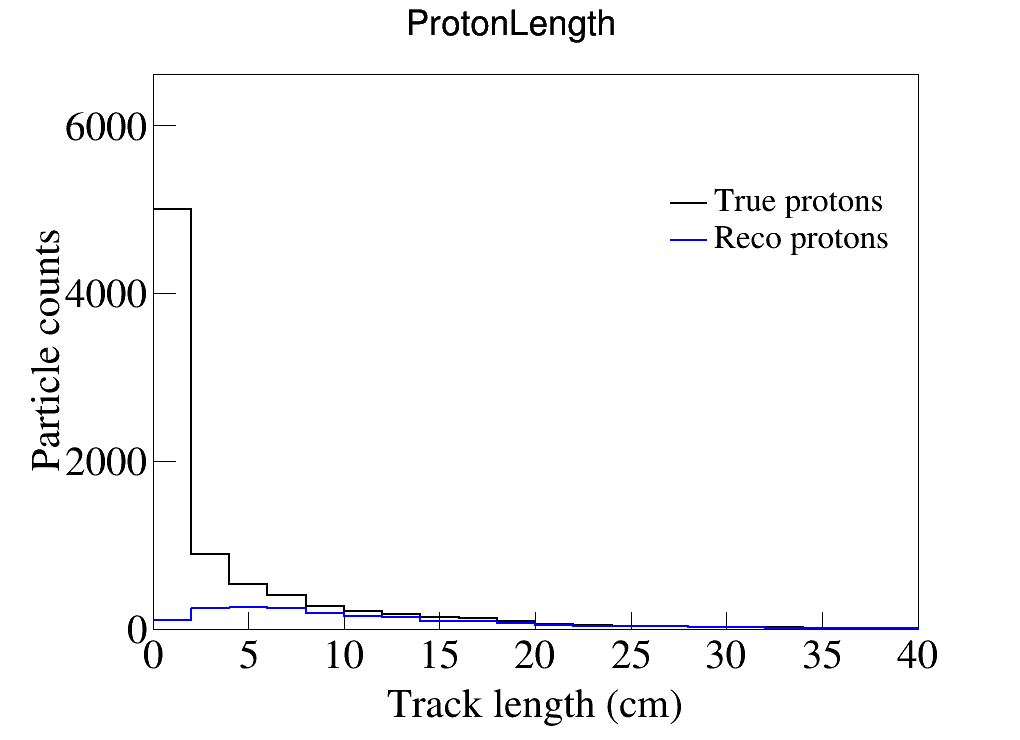 ProtonLength
6000
4000
2000
0
Particle counts
True protons
Reco protons
0 5 10 15 20 25 30 35 40
Track length (cm)